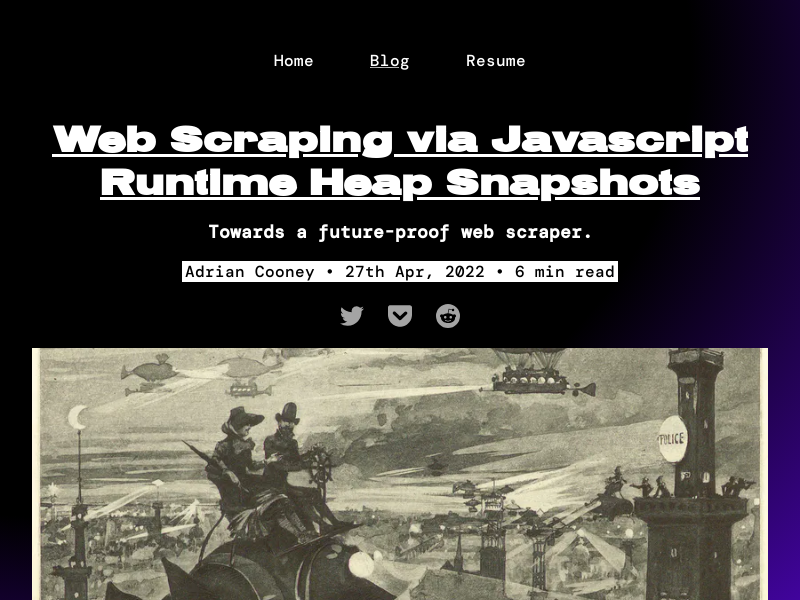 Home Blog Resume
Web Scraping via Javascript
Runtime Heap Snapshots
Towards a future-proof web scraper.
Adrian Cooney • 27th Apr, 2022 • 6 min read
POLICE